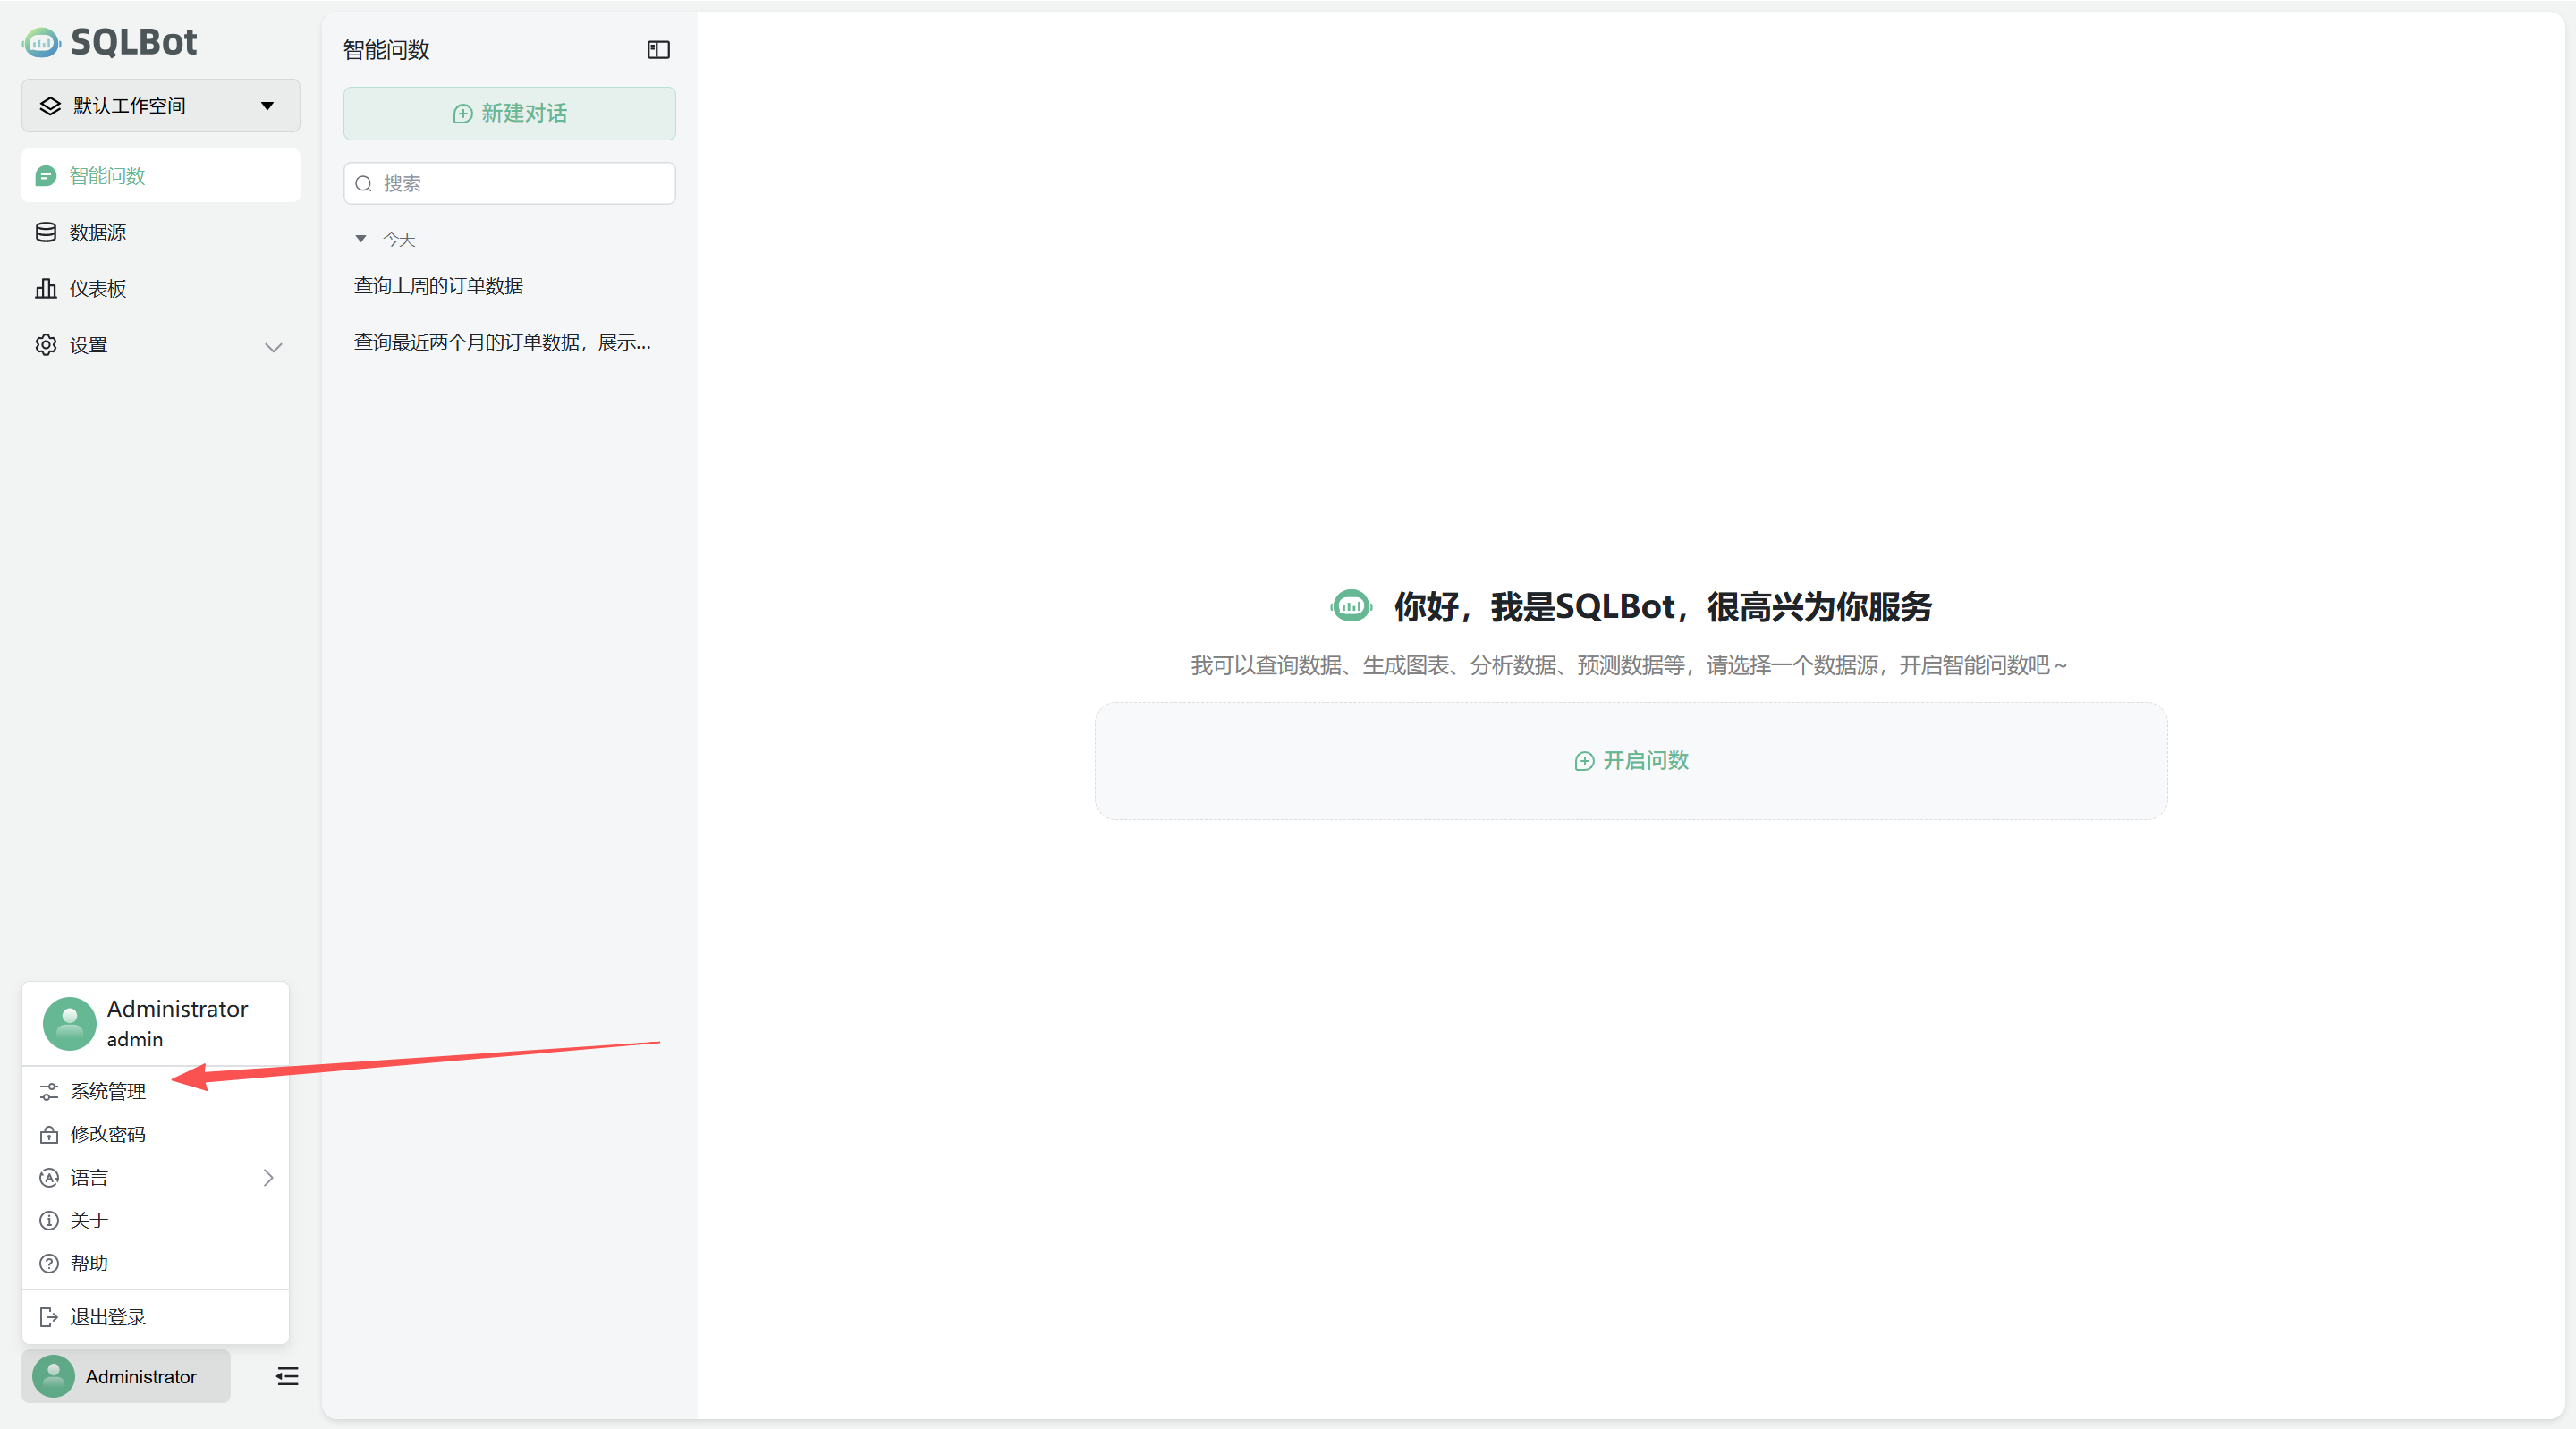 SQLBot
默认工作空间
智能问数
数据源
仪表板
设置
智能问数
新建对话
搜索
今天
查询上周的订单数据
查询最近两个月的订单数据，展示...
你好，我是SQLBot，很高兴为你服务
我可以查询数据、生成图表、分析数据、预测数据等，请选择一个数据源，开启智能问数吧～
开启问数
Administrator
admin
系统管理
修改密码
语言
关于
帮助
退出登录
Administrator